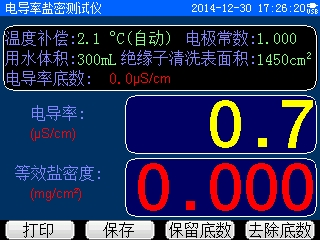 电导率盐密测试仪 2014-12-30 17:26:20 USB
温度补偿:2.1 ℃(自动) 电极常数:1.000
用水体积:300mL 绝缘子清洗表面积:1450cm²
电导率底数: 0.0μS/cm
电导率: 0.7
(μS/cm)
等效盐密度: 0.000
(mg/cm²)
打印 保存 保留底数 去除底数